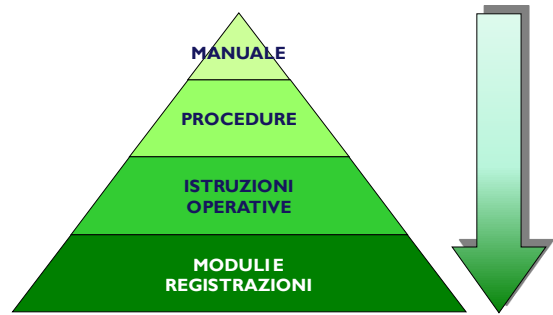 MANUALE
PROCEDURE
ISTRUZIONI
OPERATIVE
MODULI E
REGISTRAZIONI